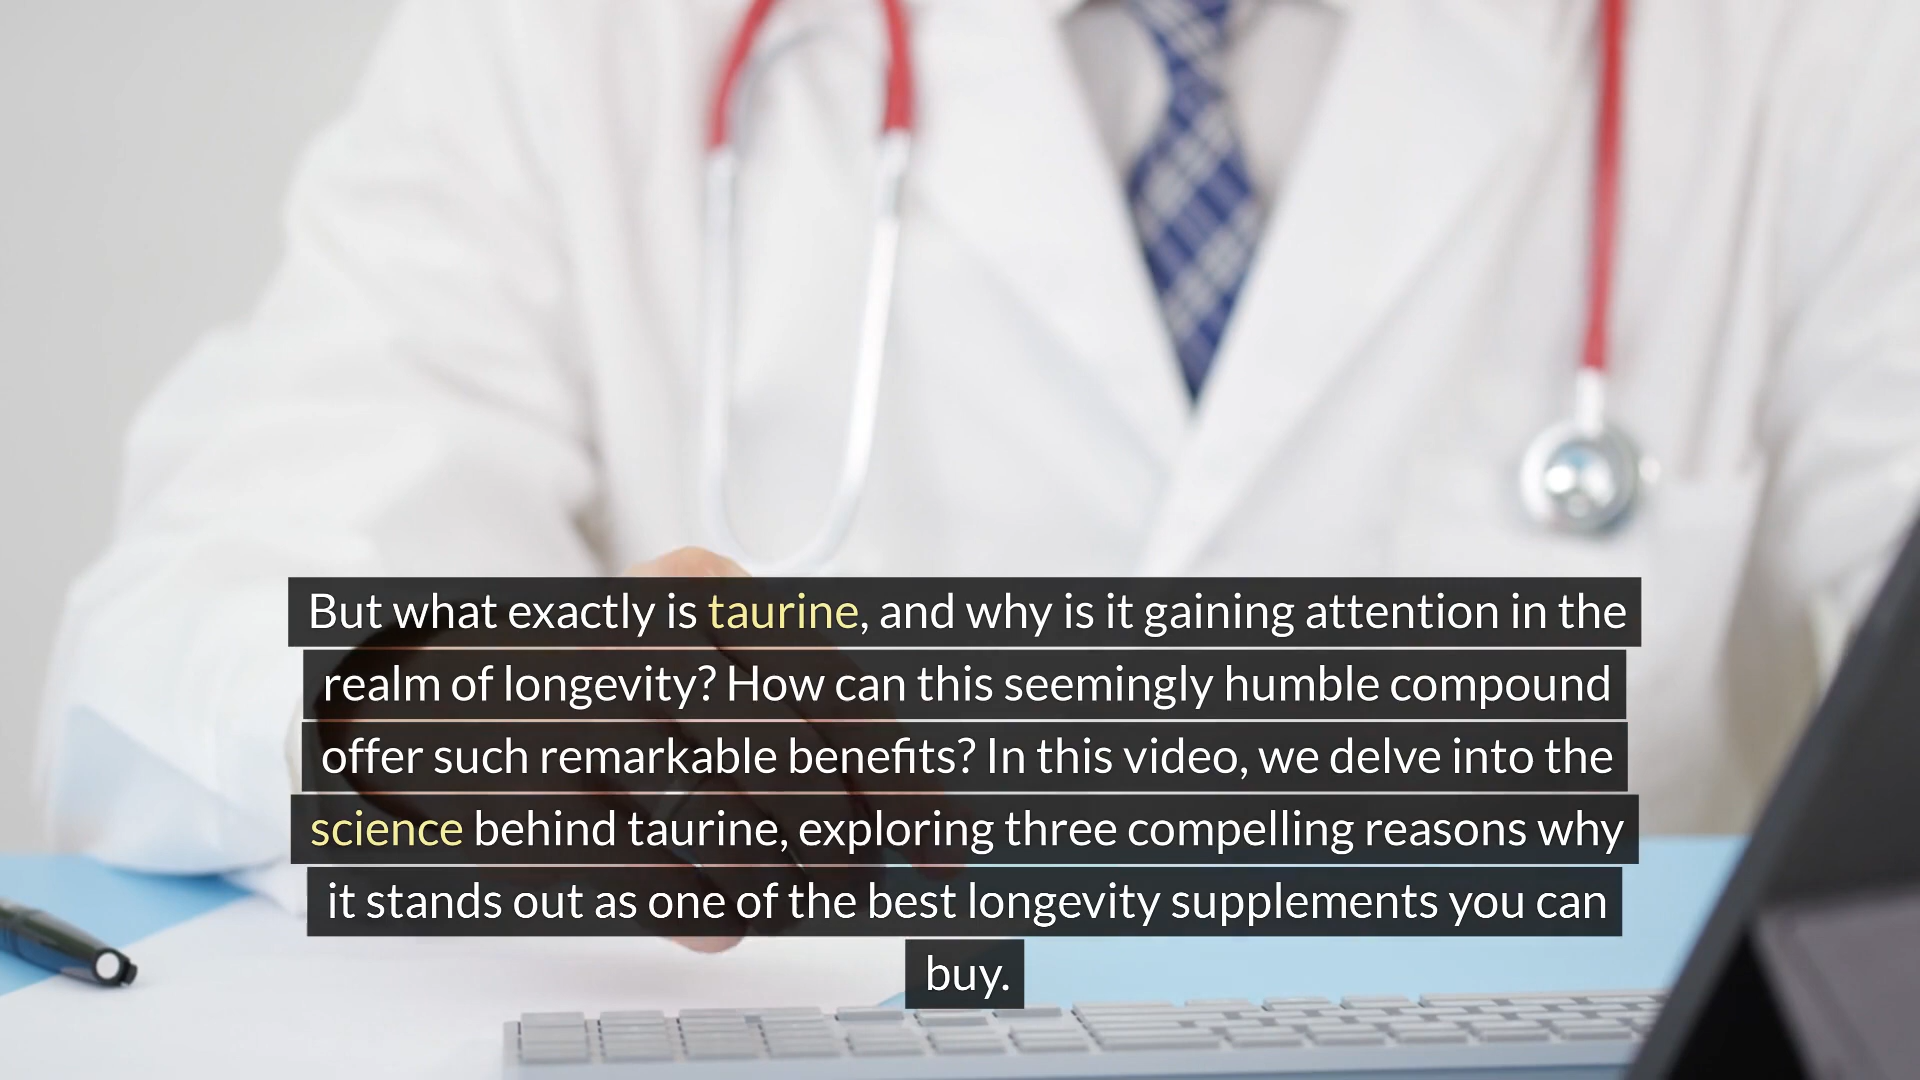 But what exactly is taurine, and why is it gaining attention in the
realm of longevity? How can this seemingly humble compound
offer such remarkable benefits? In this video, we delve into the
science behind taurine, exploring three compelling reasons why
it stands out as one of the best longevity supplements you can
buy.